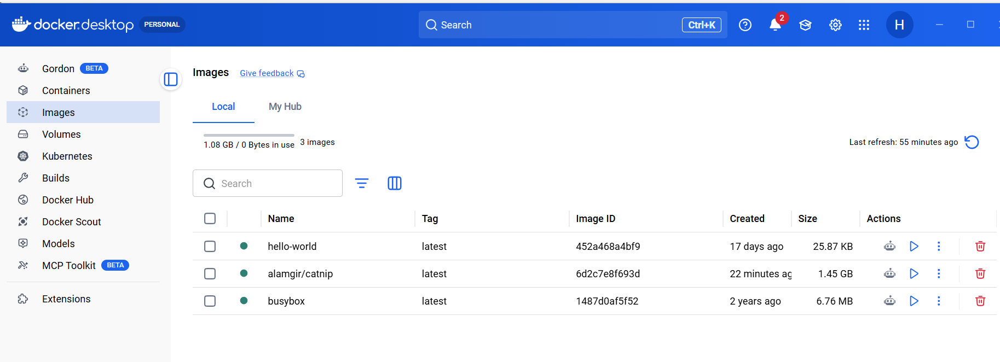 docker.desktop PERSONAL
Search Ctrl+K 2 H
Gordon BETA
Containers
Images
Volumes
Kubernetes
Builds
Docker Hub
Docker Scout
Models
MCP Toolkit BETA
Extensions
Images Give feedback
Local My Hub
1.08 GB / 0 Bytes in use 3 images
Last refresh: 55 minutes ago
Search
Name Tag Image ID Created Size Actions
hello-world latest 452a468a4bf9 17 days ago 25.87 KB
alamgir/catnip latest 6d2c7e8f693d 22 minutes ag 1.45 GB
busybox latest 1487d0af5f52 2 years ago 6.76 MB